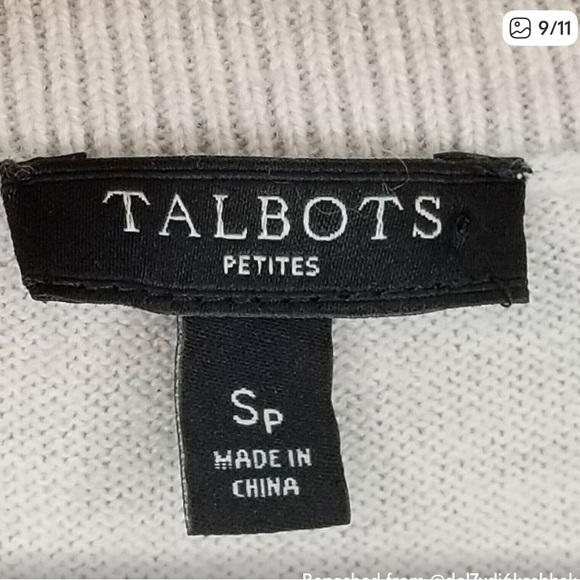 9/11
TALBOTS
PETITES
SP
MADE IN
CHINA